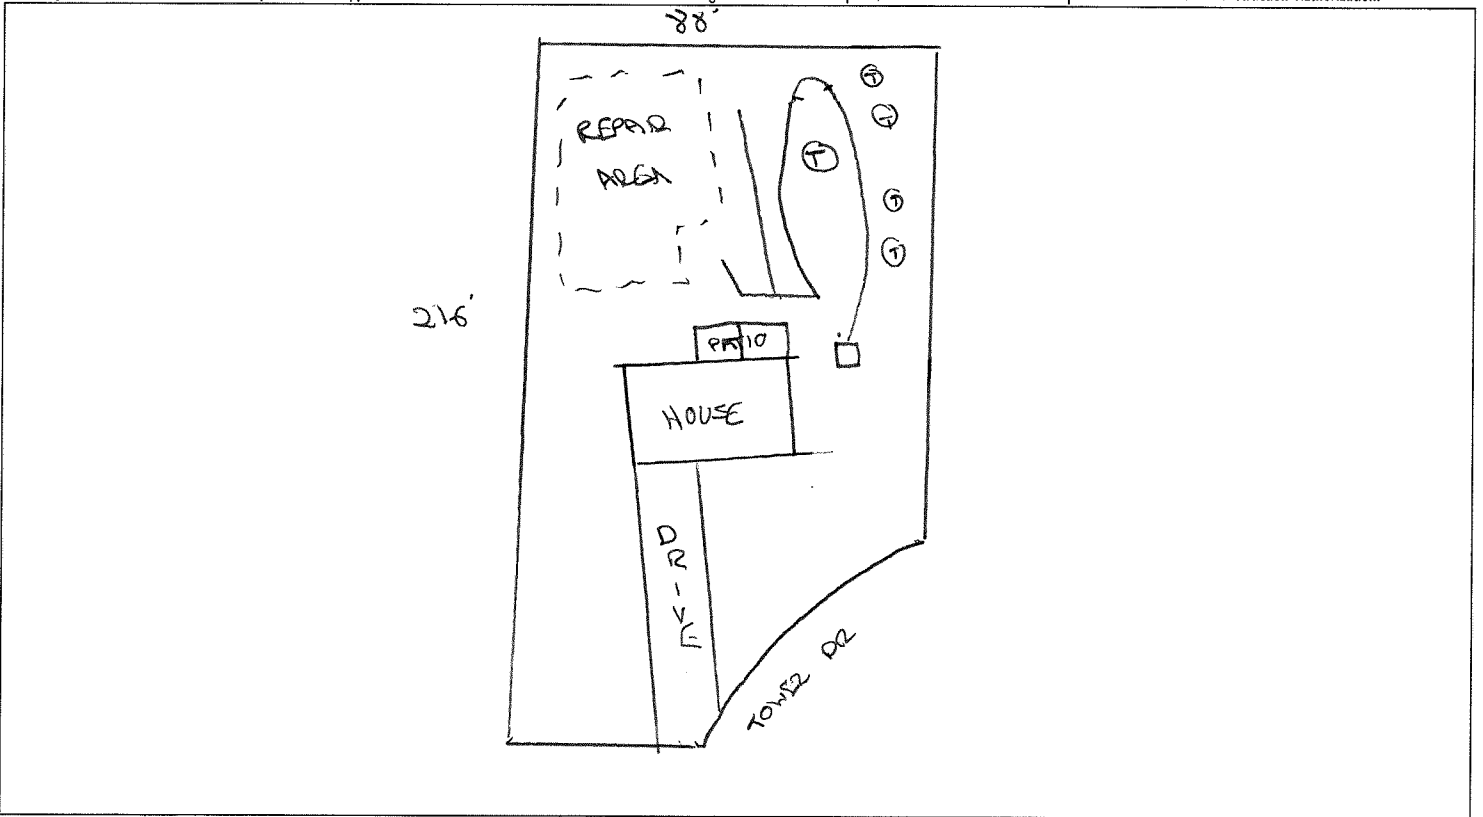 88'
T
T
REPAIR
AREA
T
T
T
216'
PATIO
HOUSE
DRIVE
TOWER DR